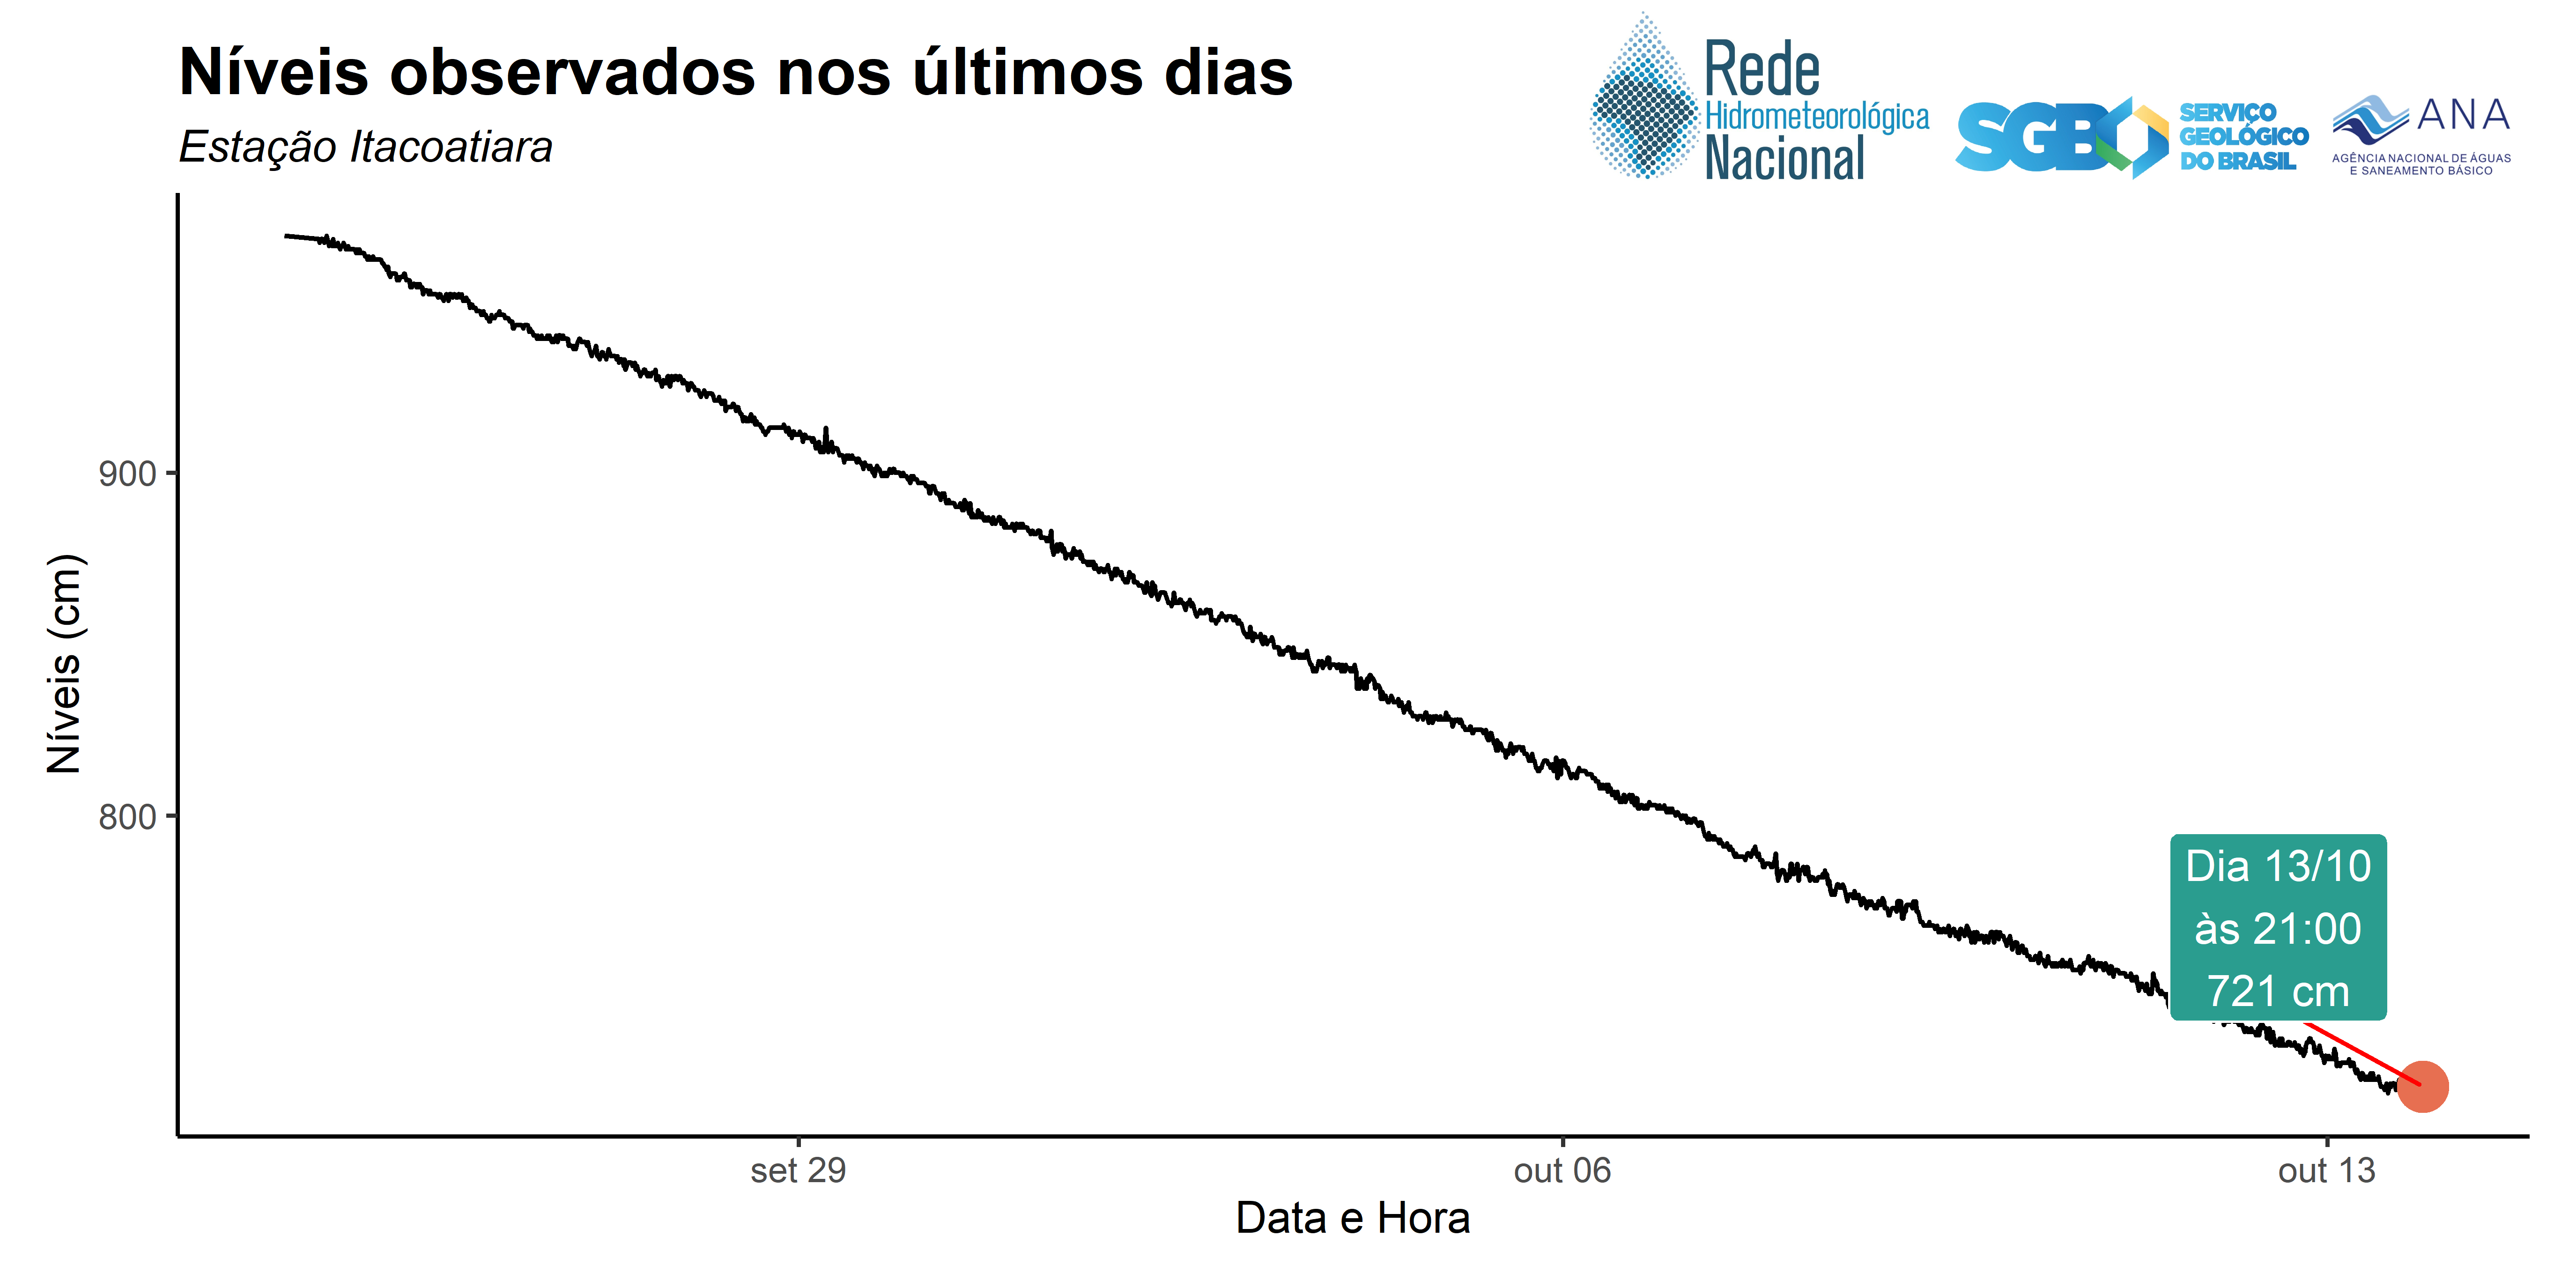 Níveis observados nos últimos dias
Estação Itacoatiara
Rede
Hidrometeorológica
Nacional
SGB
SERVIÇO
GEOLÓGICO
DO BRASIL
ANA
AGÊNCIA NACIONAL DE ÁGUAS
E SANEAMENTO BÁSICO
Níveis (cm)
900
800
Dia 13/10
às 21:00
721 cm
set 29
out 06
out 13
Data e Hora